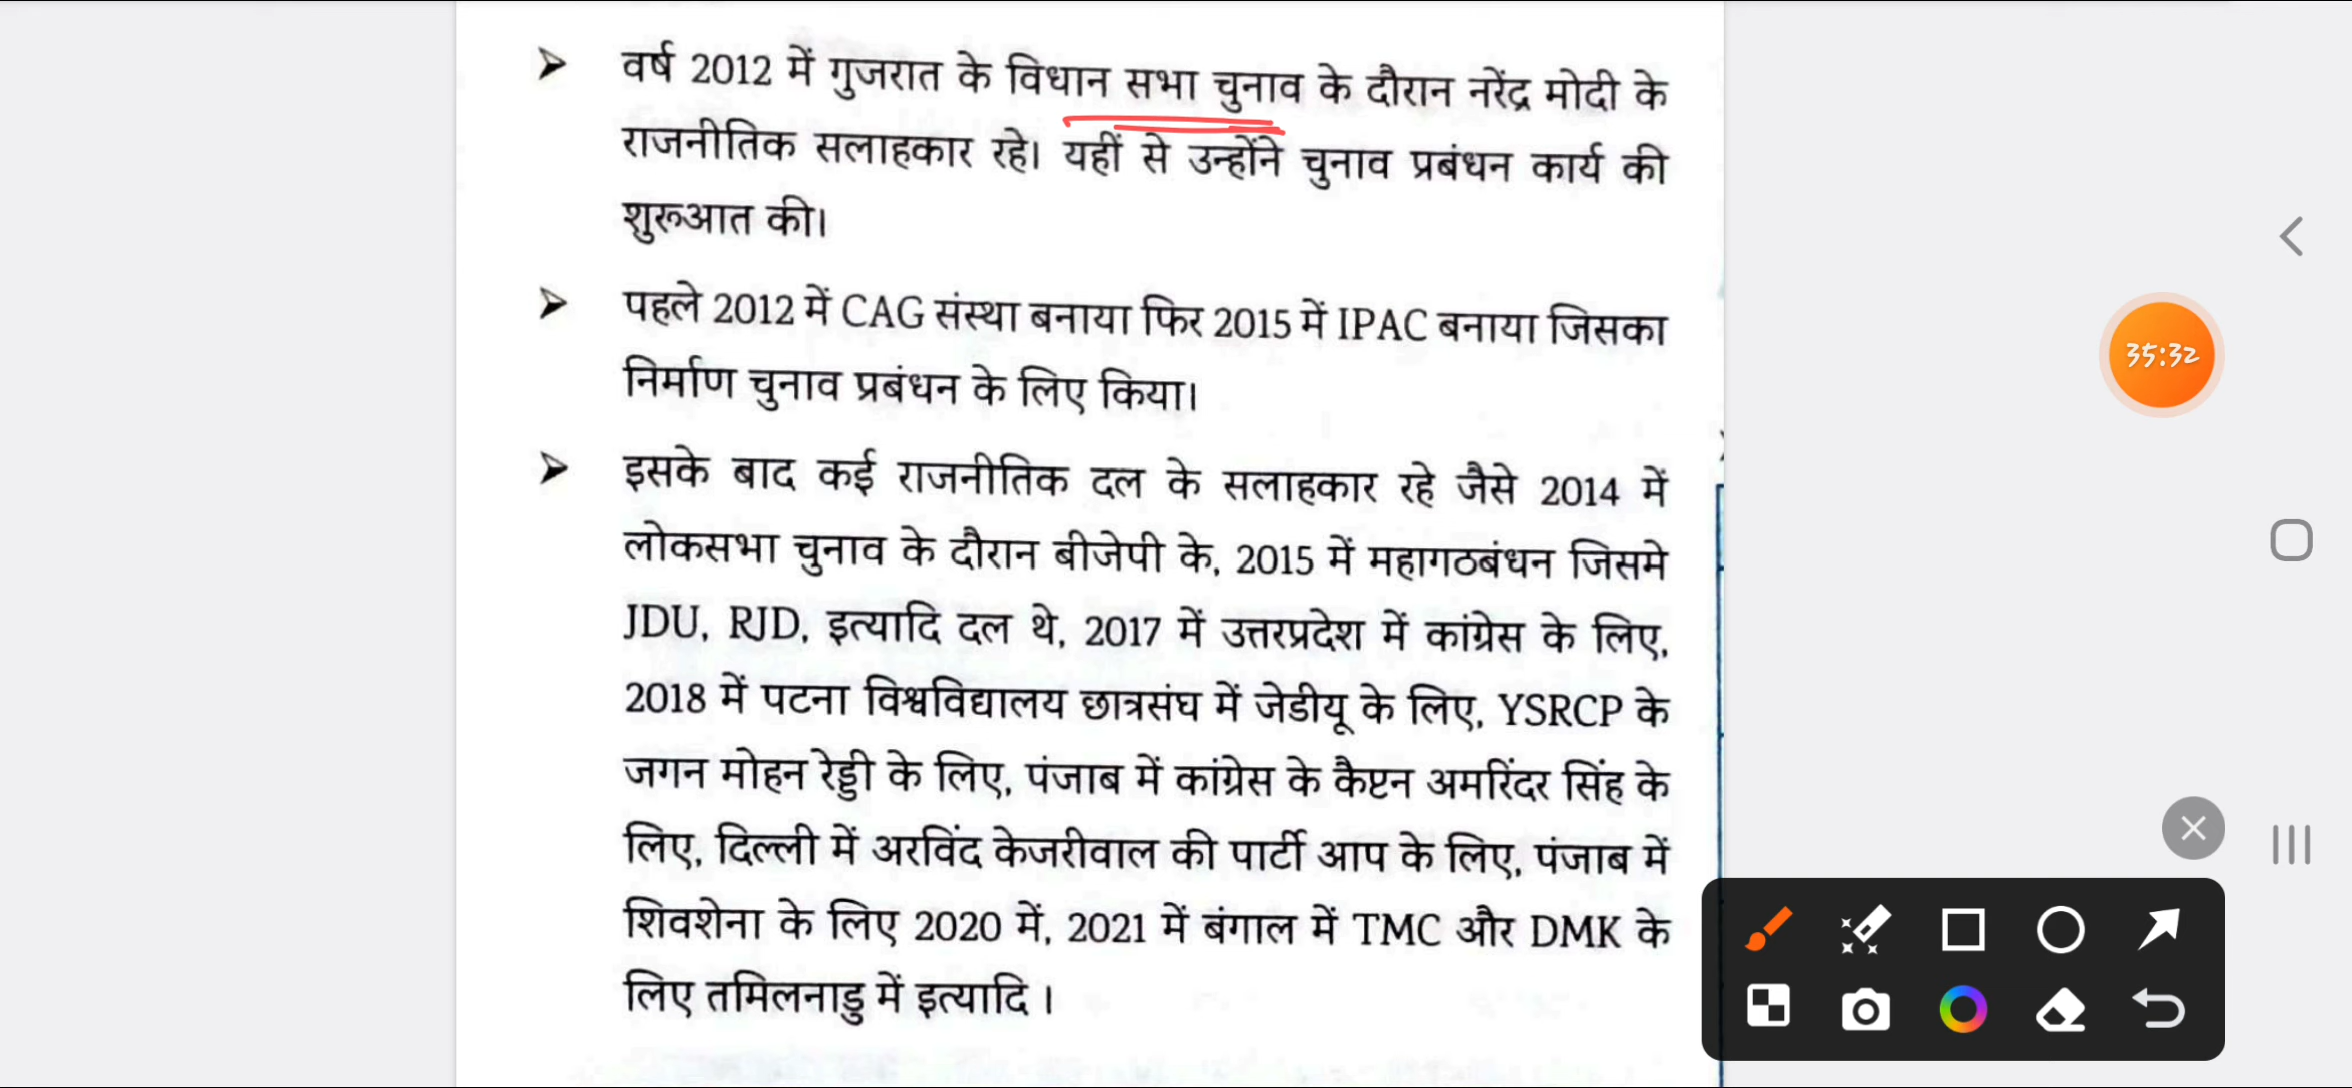 वर्ष 2012 में गुजरात के विधान सभा चुनाव के दौरान नरेंद्र मोदी के
राजनीतिक सलाहकार रहे। यहीं से उन्होंने चुनाव प्रबंधन कार्य की
शुरूआत की।
पहले 2012 में CAG संस्था बनाया फिर 2015 में IPAC बनाया जिसका
निर्माण चुनाव प्रबंधन के लिए किया।
इसके बाद कई राजनीतिक दल के सलाहकार रहे जैसे 2014 में
लोकसभा चुनाव के दौरान बीजेपी के, 2015 में महागठबंधन जिसमे
JDU, RJD, इत्यादि दल थे, 2017 में उत्तरप्रदेश में कांग्रेस के लिए,
2018 में पटना विश्वविद्यालय छात्रसंघ में जेडीयू के लिए, YSRCP के
जगन मोहन रेड्डी के लिए, पंजाब में कांग्रेस के कैप्टन अमरिंदर सिंह के
लिए, दिल्ली में अरविंद केजरीवाल की पार्टी आप के लिए, पंजाब में
शिवशेना के लिए 2020 में, 2021 में बंगाल में TMC और DMK के
लिए तमिलनाडु में इत्यादि ।
35:32